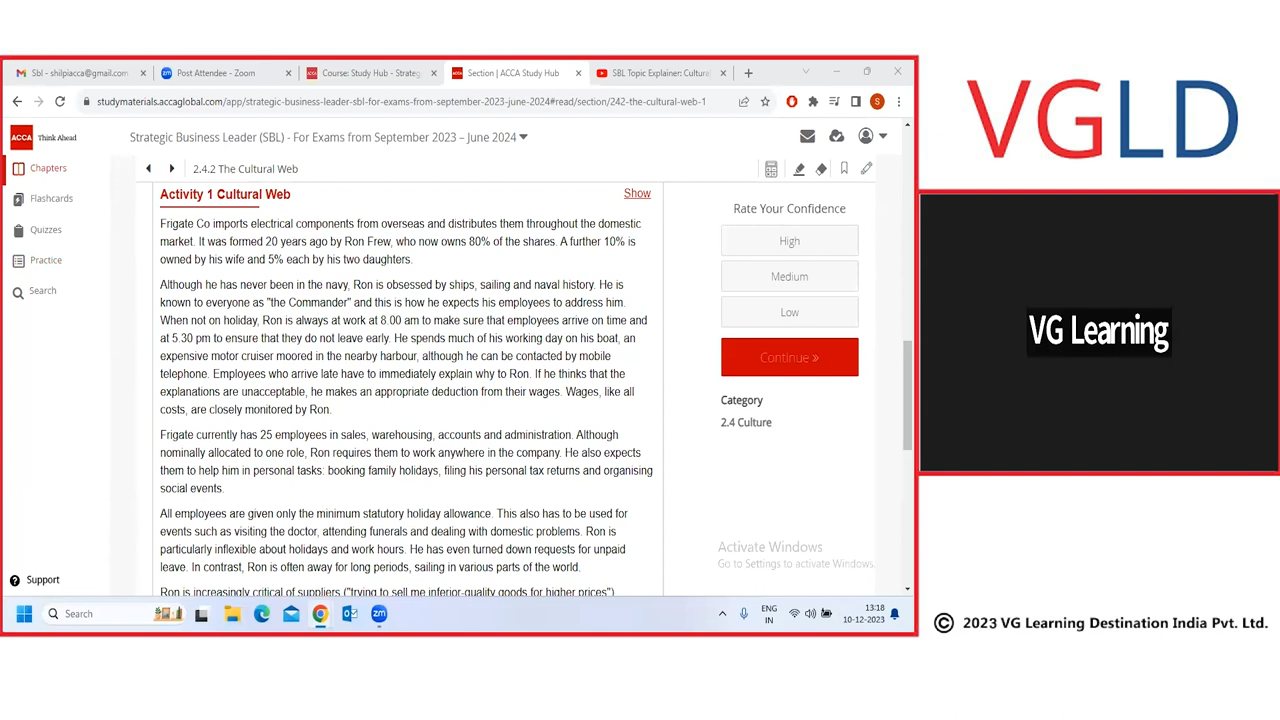 Sbl - shilpiacca@gmail.com
Post Attendee - Zoom
Course: Study Hub - Strateg
Section | ACCA Study Hub
SBL Topic Explainer: Cultura
studymaterials.accaglobal.com/app/strategic-business-leader-sbl-for-exams-from-september-2023-june-2024#read/section/242-the-cultural-web-1
S
ACCA
Think Ahead
Strategic Business Leader (SBL) - For Exams from September 2023 – June 2024
Chapters
Flashcards
Quizzes
Practice
Search
Support
2.4.2 The Cultural Web
Activity 1 Cultural Web
Show
Frigate Co imports electrical components from overseas and distributes them throughout the domestic
market. It was formed 20 years ago by Ron Frew, who now owns 80% of the shares. A further 10% is
owned by his wife and 5% each by his two daughters.
Although he has never been in the navy, Ron is obsessed by ships, sailing and naval history. He is
known to everyone as "the Commander" and this is how he expects his employees to address him.
When not on holiday, Ron is always at work at 8.00 am to make sure that employees arrive on time and
at 5.30 pm to ensure that they do not leave early. He spends much of his working day on his boat, an
expensive motor cruiser moored in the nearby harbour, although he can be contacted by mobile
telephone. Employees who arrive late have to immediately explain why to Ron. If he thinks that the
explanations are unacceptable, he makes an appropriate deduction from their wages. Wages, like all
costs, are closely monitored by Ron.
Frigate currently has 25 employees in sales, warehousing, accounts and administration. Although
nominally allocated to one role, Ron requires them to work anywhere in the company. He also expects
them to help him in personal tasks: booking family holidays, filing his personal tax returns and organising
social events.
All employees are given only the minimum statutory holiday allowance. This also has to be used for
events such as visiting the doctor, attending funerals and dealing with domestic problems. Ron is
particularly inflexible about holidays and work hours. He has even turned down requests for unpaid
leave. In contrast, Ron is often away for long periods, sailing in various parts of the world.
Ron is increasingly critical of suppliers ("trying to sell me inferior-quality goods for higher prices")
Rate Your Confidence
High
Medium
Low
Continue »
Category
2.4 Culture
Activate Windows
Go to Settings to activate Windows.
Search
zm
ENG
IN
13:18
10-12-2023
VGLD
VG Learning
© 2023 VG Learning Destination India Pvt. Ltd.